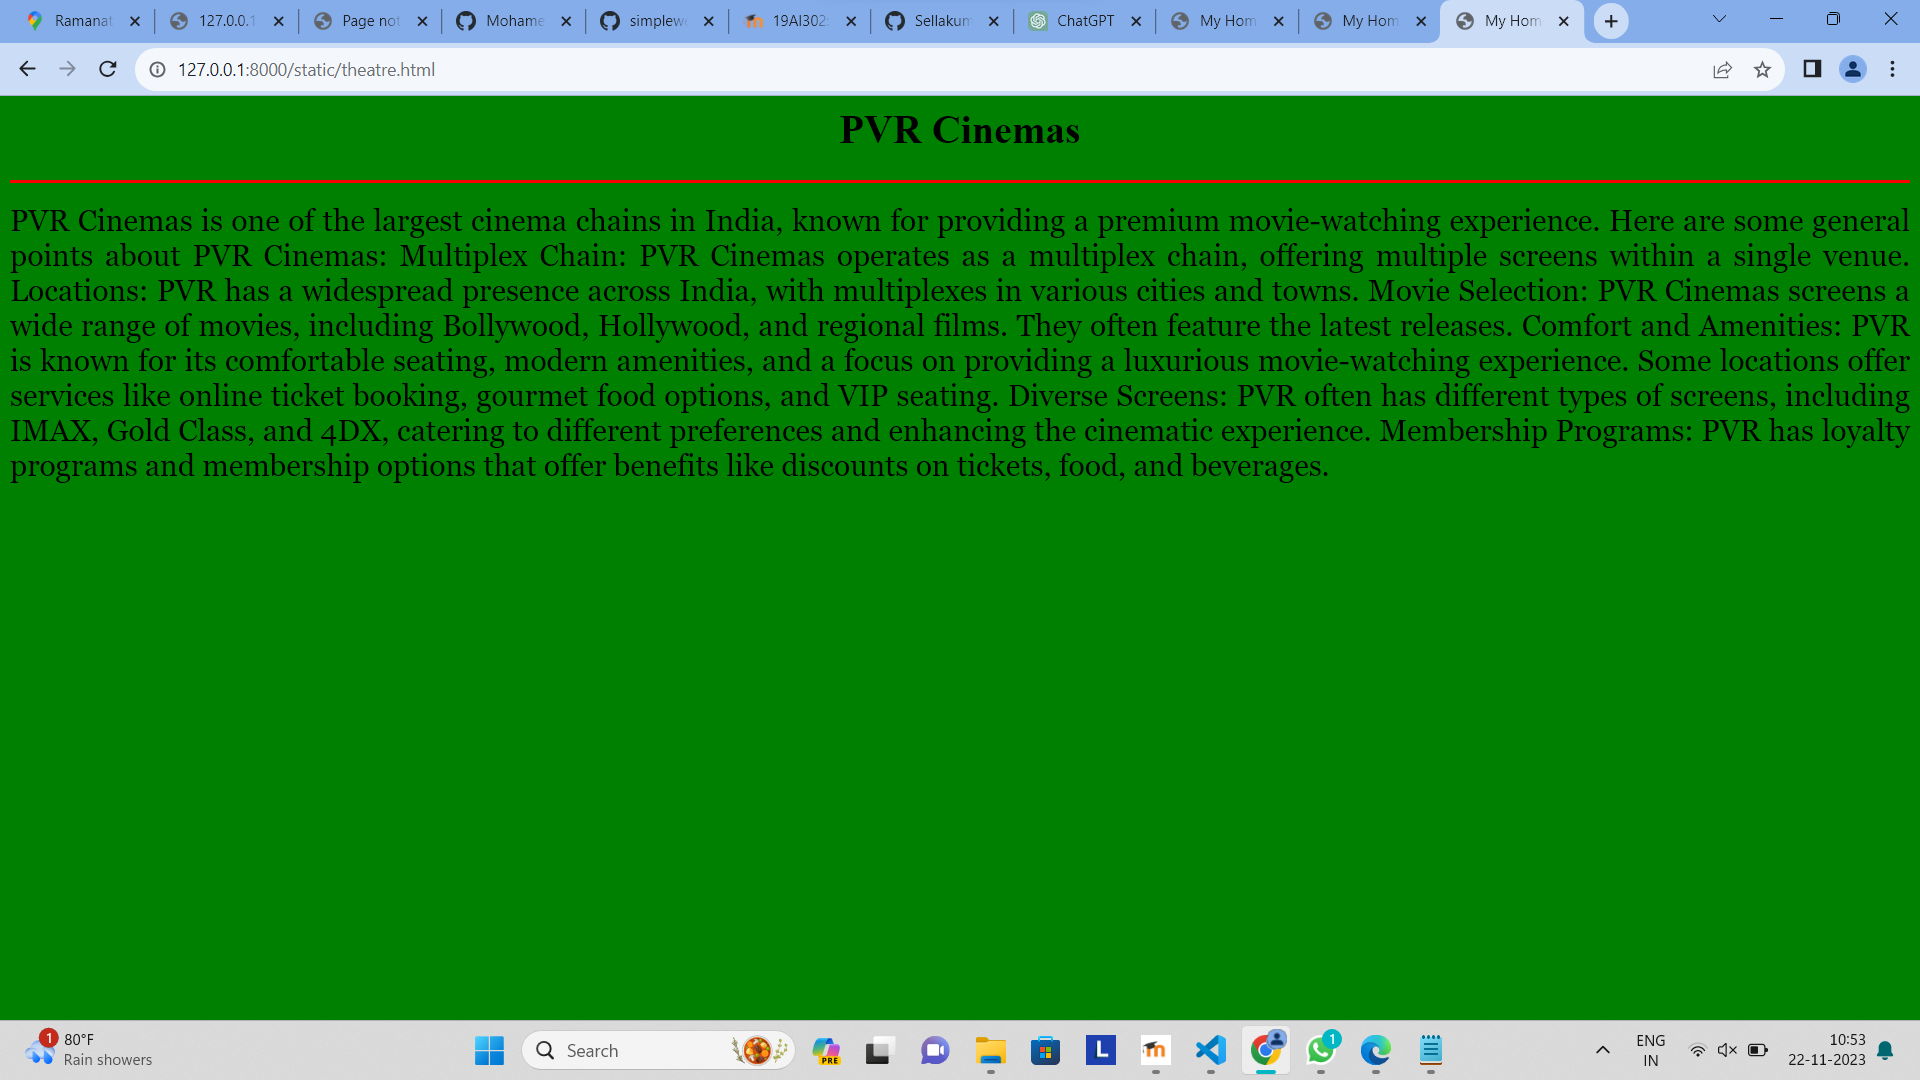 Ramanat
127.0.0.1
Page not
Mohame
simplewe
19AI302:
Sellakum
ChatGPT
My Hom
My Hom
My Hom
127.0.0.1:8000/static/theatre.html
PVR Cinemas
PVR Cinemas is one of the largest cinema chains in India, known for providing a premium movie-watching experience. Here are some general
points about PVR Cinemas: Multiplex Chain: PVR Cinemas operates as a multiplex chain, offering multiple screens within a single venue.
Locations: PVR has a widespread presence across India, with multiplexes in various cities and towns. Movie Selection: PVR Cinemas screens a
wide range of movies, including Bollywood, Hollywood, and regional films. They often feature the latest releases. Comfort and Amenities: PVR
is known for its comfortable seating, modern amenities, and a focus on providing a luxurious movie-watching experience. Some locations offer
services like online ticket booking, gourmet food options, and VIP seating. Diverse Screens: PVR often has different types of screens, including
IMAX, Gold Class, and 4DX, catering to different preferences and enhancing the cinematic experience. Membership Programs: PVR has loyalty
programs and membership options that offer benefits like discounts on tickets, food, and beverages.
1
80°F
Rain showers
Search
PRE
L
1
ENG
IN
10:53
22-11-2023